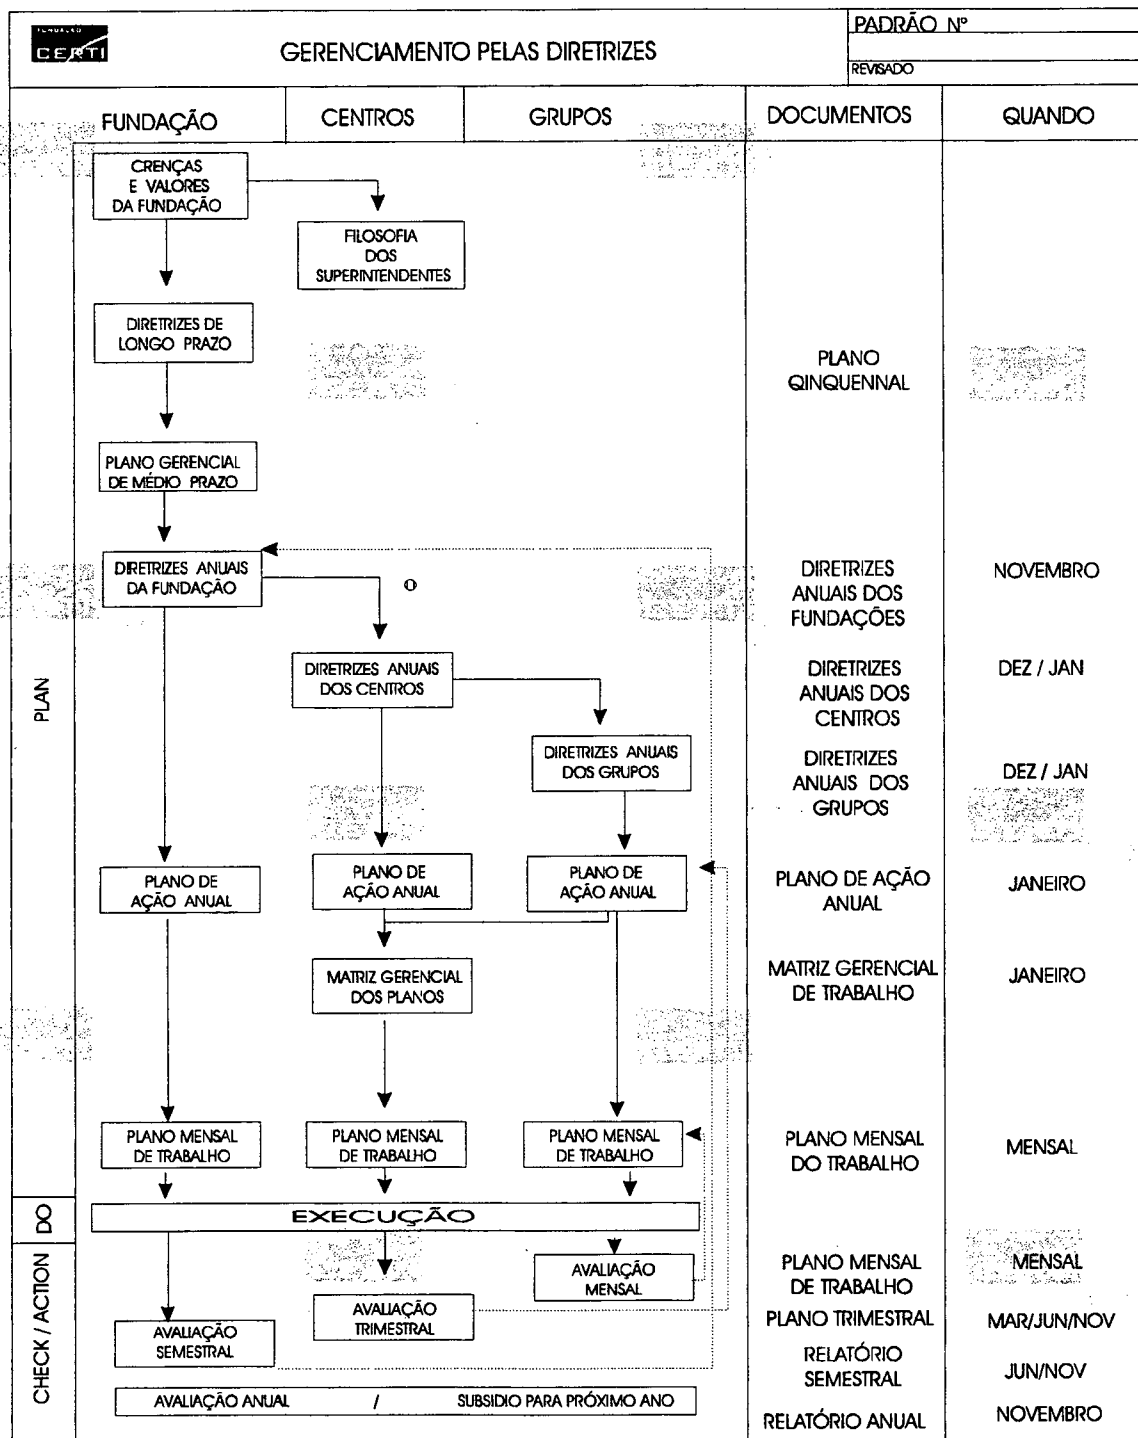 FUNDAÇÃO
CERTI
GERENCIAMENTO PELAS DIRETRIZES
PADRÃO Nº
REVISADO
FUNDAÇÃO
CENTROS
GRUPOS
DOCUMENTOS
QUANDO
CRENÇAS
E VALORES
DA FUNDAÇÃO
FILOSOFIA
DOS
SUPERINTENDENTES
DIRETRIZES DE
LONGO PRAZO
PLANO
QINQUENNAL
PLANO GERENCIAL
DE MÉDIO PRAZO
DIRETRIZES ANUAIS
DA FUNDAÇÃO
DIRETRIZES
ANUAIS DOS
FUNDAÇÕES
NOVEMBRO
PLAN
DIRETRIZES ANUAIS
DOS CENTROS
DIRETRIZES
ANUAIS DOS
CENTROS
DEZ / JAN
DIRETRIZES ANUAIS
DOS GRUPOS
DIRETRIZES
ANUAIS DOS
GRUPOS
DEZ / JAN
PLANO DE
AÇÃO ANUAL
PLANO DE
AÇÃO ANUAL
PLANO DE
AÇÃO ANUAL
PLANO DE AÇÃO
ANUAL
JANEIRO
MATRIZ GERENCIAL
DOS PLANOS
MATRIZ GERENCIAL
DE TRABALHO
JANEIRO
PLANO MENSAL
DE TRABALHO
PLANO MENSAL
DE TRABALHO
PLANO MENSAL
DE TRABALHO
PLANO MENSAL
DO TRABALHO
MENSAL
DO
EXECUÇÃO
CHECK / ACTION
AVALIAÇÃO
MENSAL
PLANO MENSAL
DE TRABALHO
MENSAL
AVALIAÇÃO
TRIMESTRAL
PLANO TRIMESTRAL
MAR/JUN/NOV
AVALIAÇÃO
SEMESTRAL
RELATÓRIO
SEMESTRAL
JUN/NOV
AVALIAÇÃO ANUAL / SUBSIDIO PARA PRÓXIMO ANO
RELATÓRIO ANUAL
NOVEMBRO